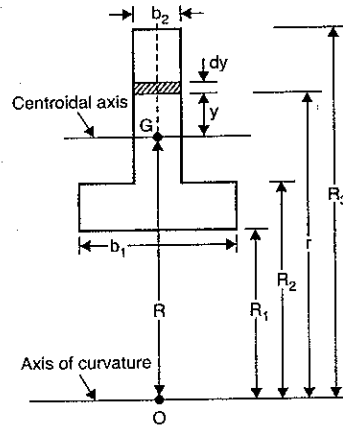 b2
dy
Centroidal axis
y
G
b1
R
R1
R2
r
R3
Axis of curvature
O